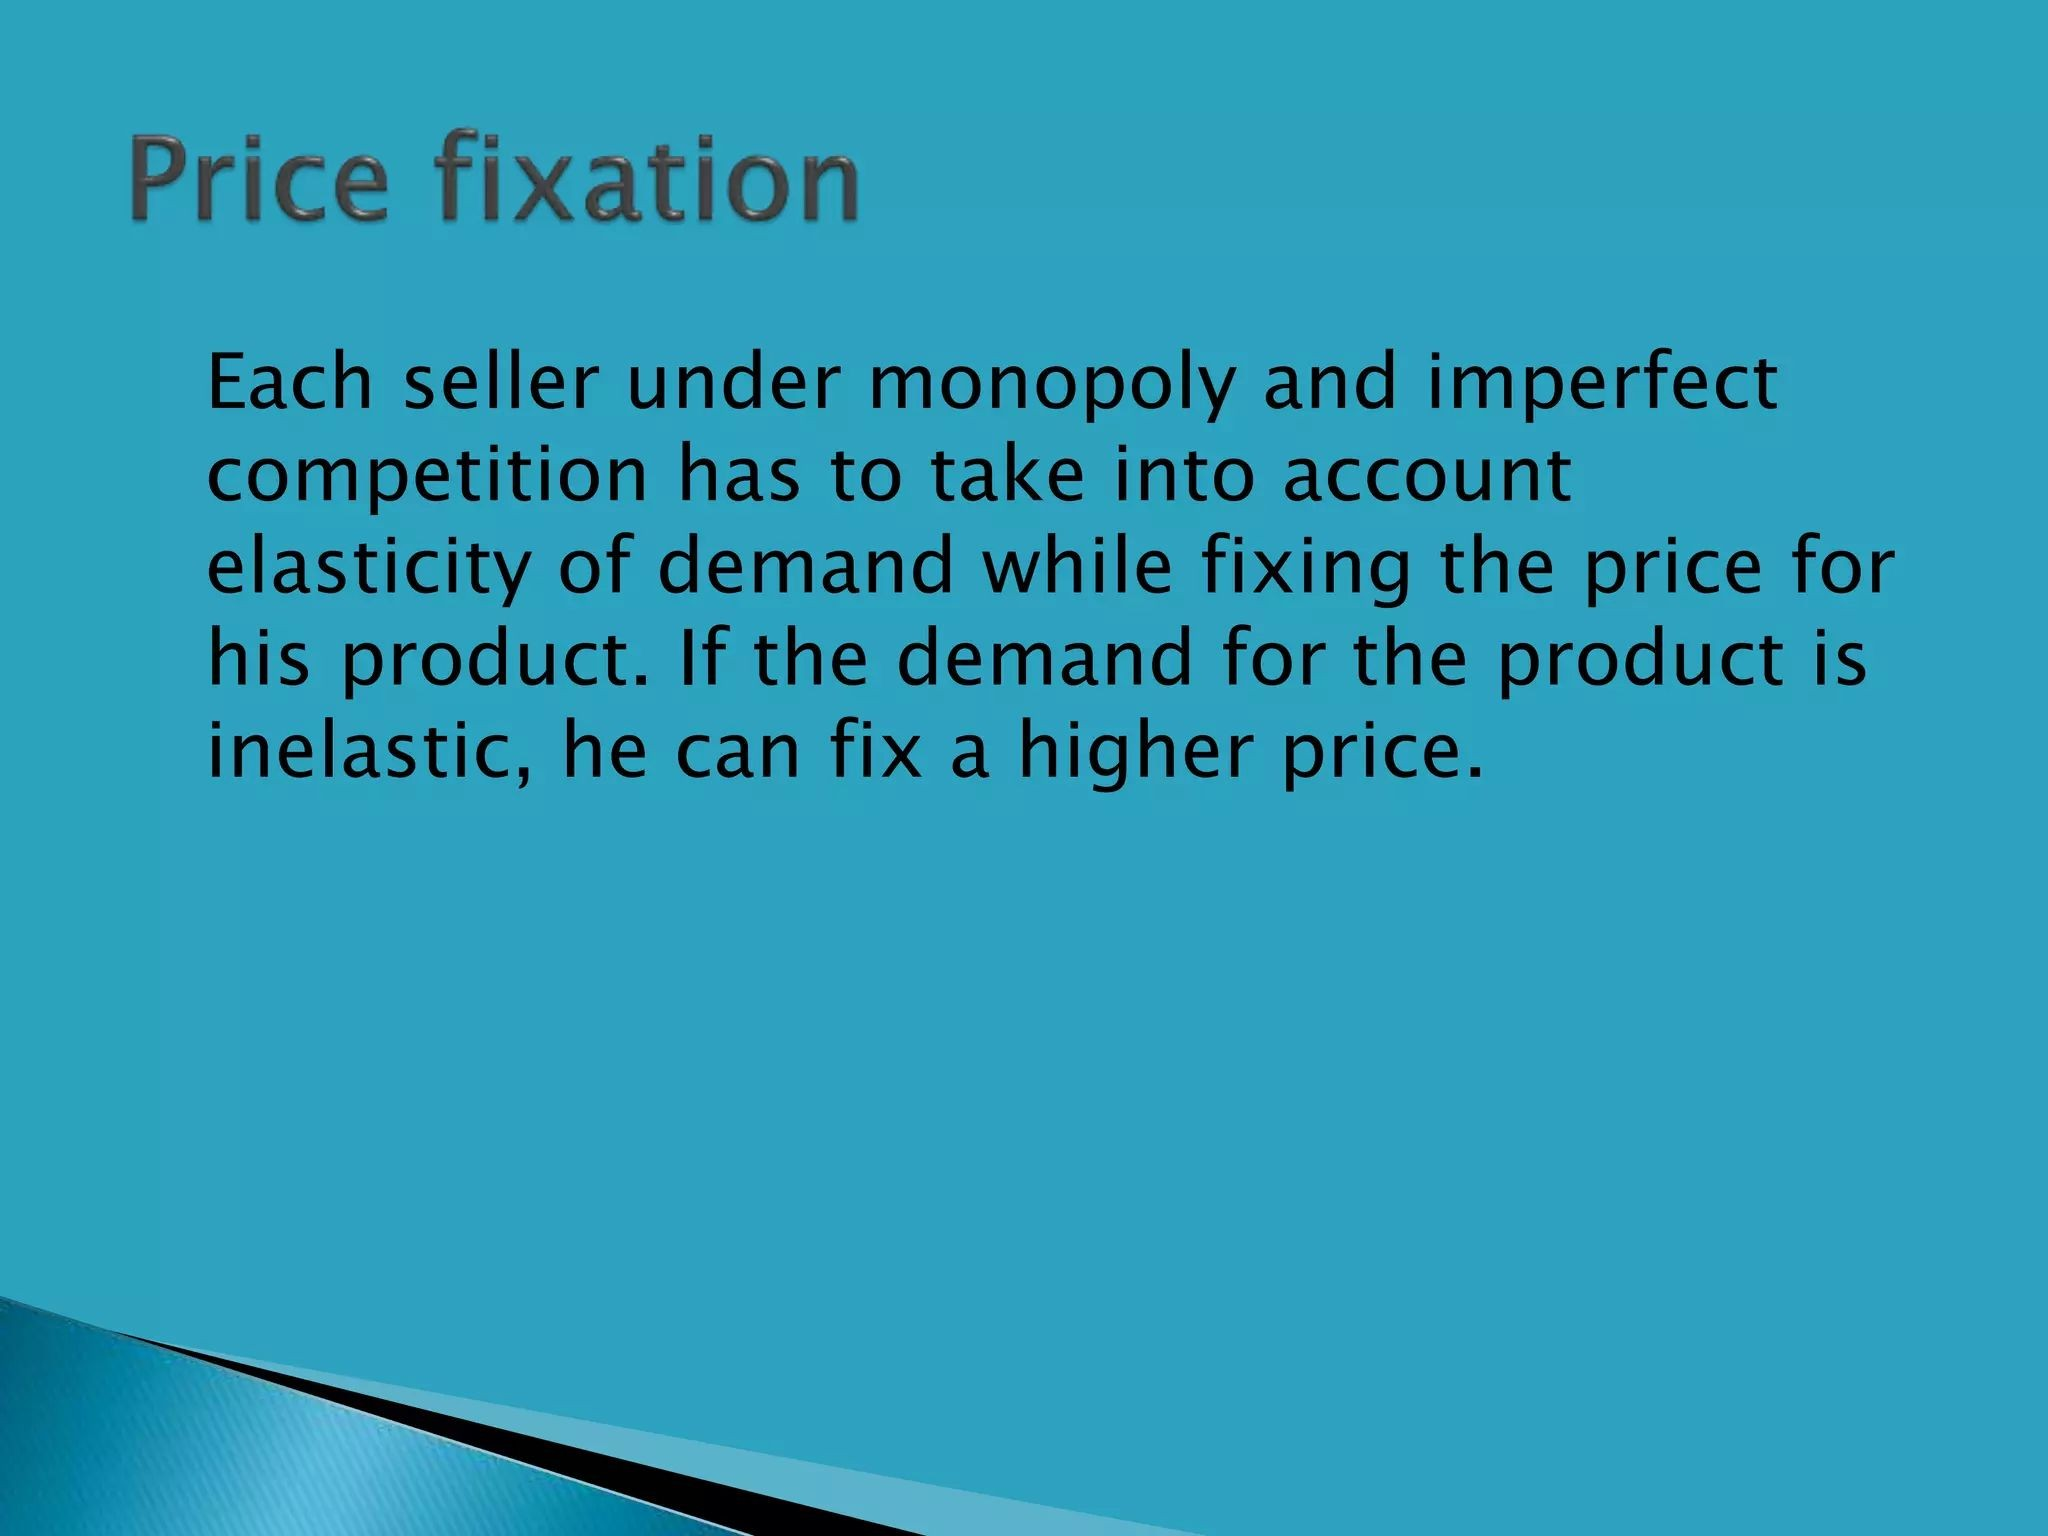 Price fixation
Each seller under monopoly and imperfect
competition has to take into account
elasticity of demand while fixing the price for
his product. If the demand for the product is
inelastic, he can fix a higher price.